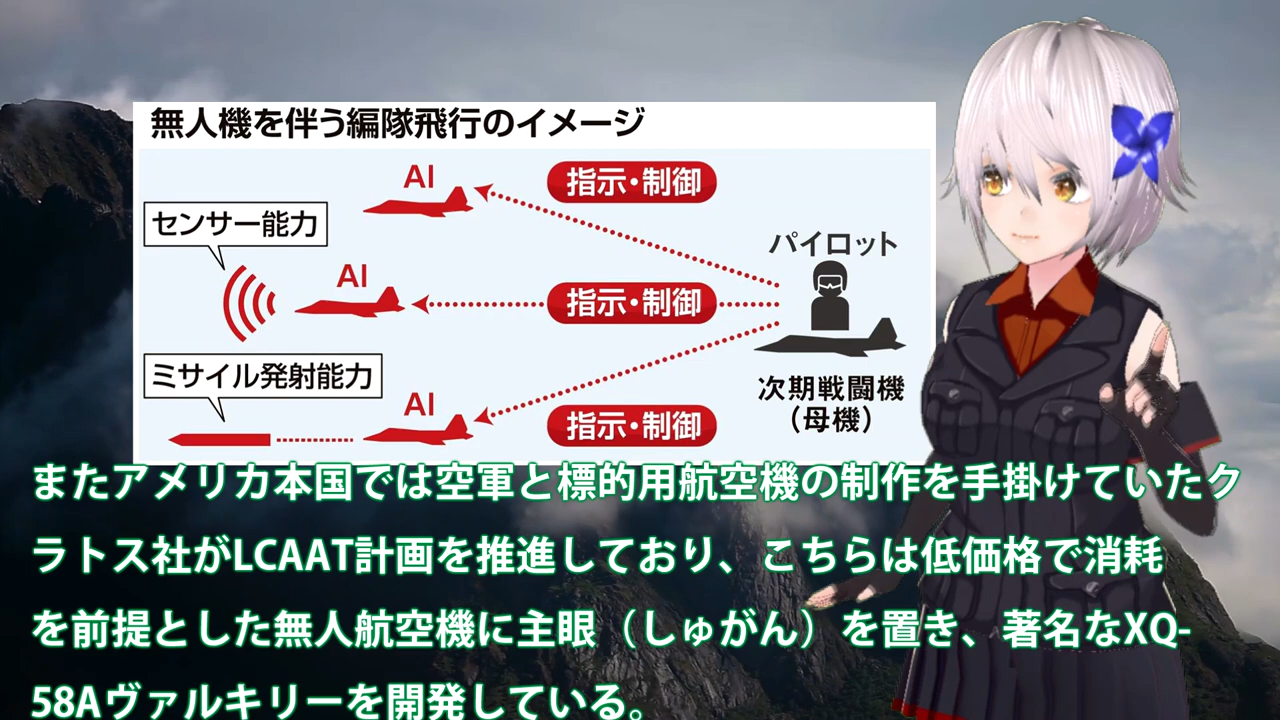 無人機を伴う編隊飛行のイメージ
AI
指示・制御
センサー能力
パイロット
AI
指示・制御
ミサイル発射能力
AI
指示・制御
次期戦闘機
（母機）
またアメリカ本国では空軍と標的用航空機の制作を手掛けていたク
ラトス社がLCAAT計画を推進しており、こちらは低価格で消耗
を前提とした無人航空機に主眼（しゅがん）を置き、著名なXQ-
58Aヴァルキリーを開発している。